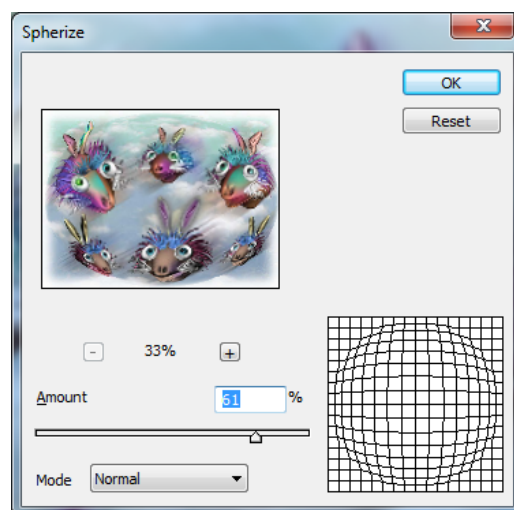 Spherize
OK
Reset
- 33% +
Amount 61 %
Mode Normal